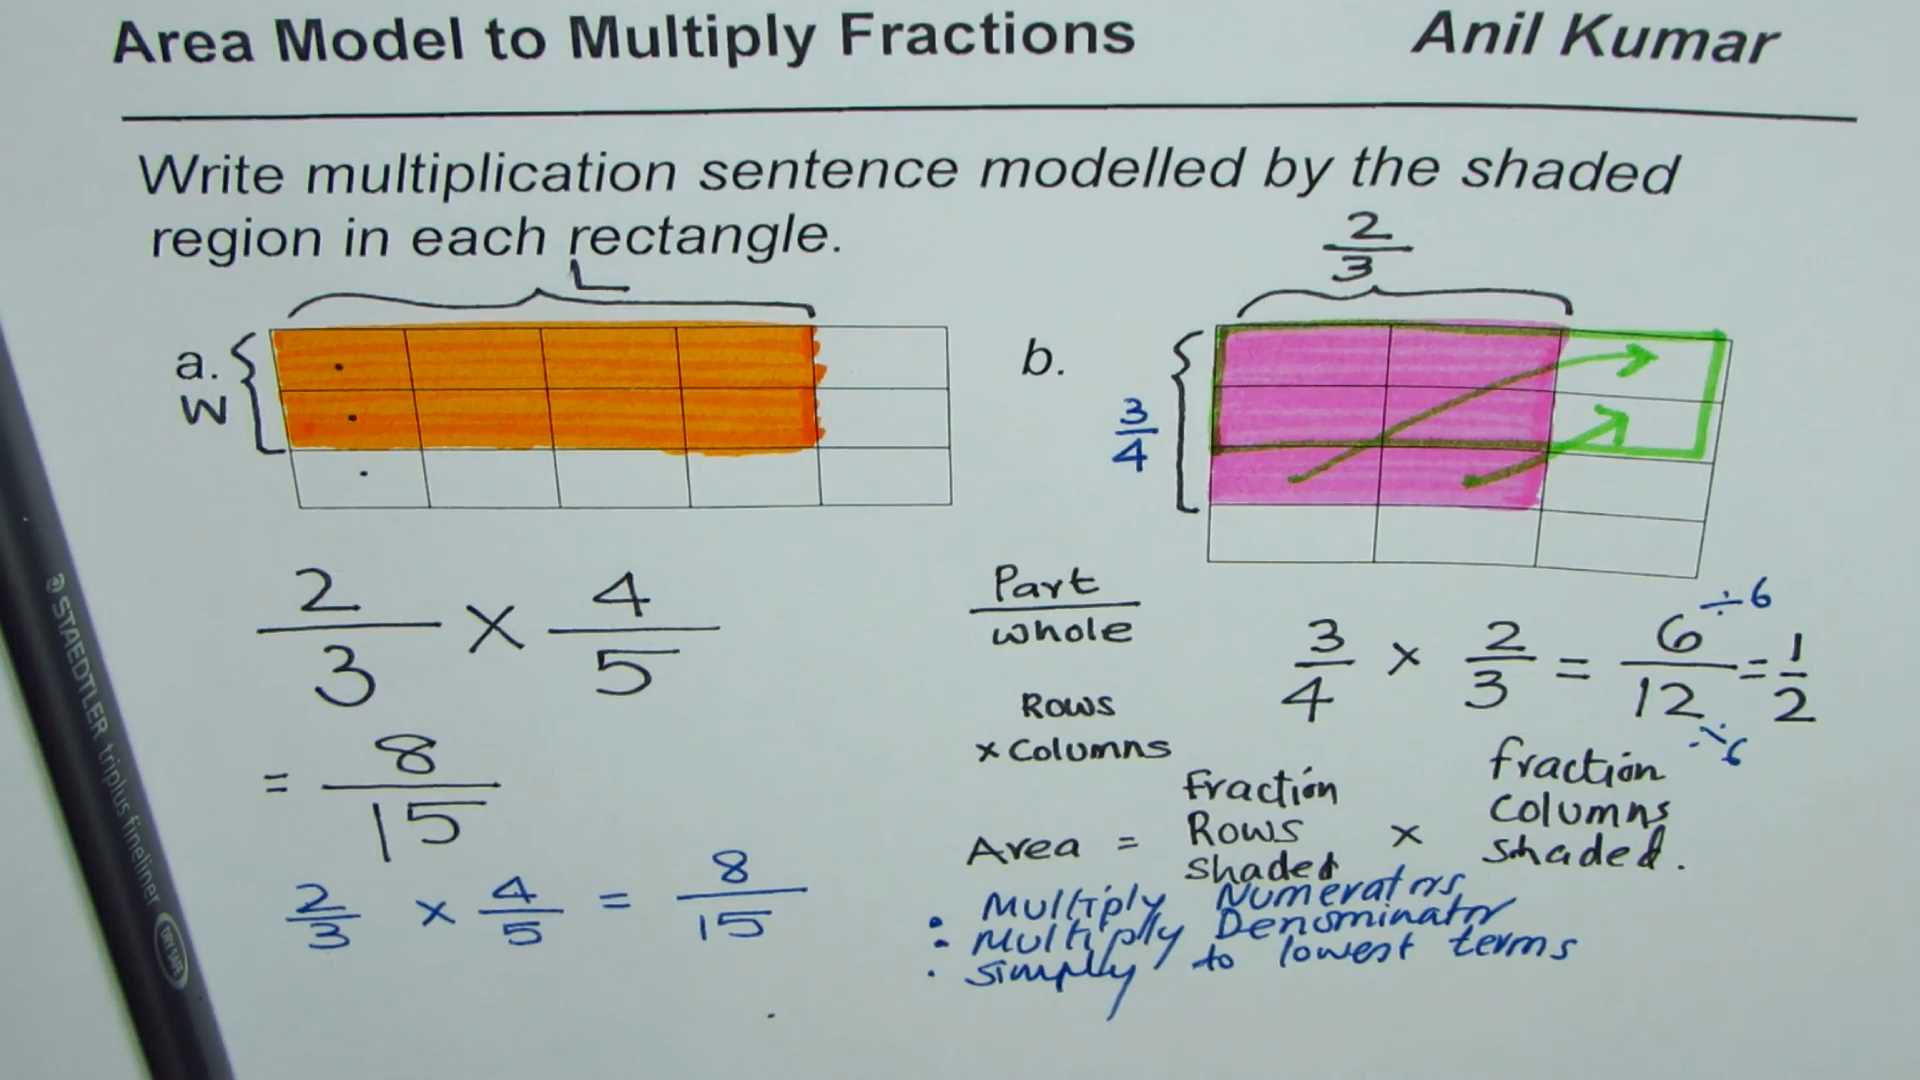 Area Model to Multiply Fractions
Anil Kumar
Write multiplication sentence modelled by the shaded
region in each rectangle.
L
a.
W
2/3 × 4/5
= 8/15
2/3 × 4/5 = 8/15
2/3
b.
3/4
Part
whole
Rows
× Columns
3/4 × 2/3 = 6/12 = 1/2
÷6
÷6
Area = Fraction Rows shaded × fraction columns shaded.
• Multiply Numerators
• Multiply Denominator
• simply to lowest terms
STAEDTLER triplus fineliner
DRY SAFE